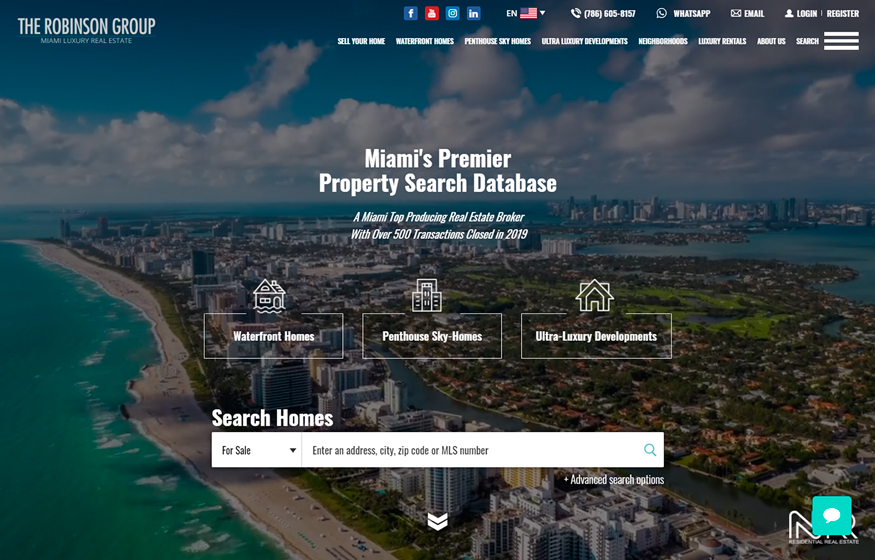 THE ROBINSON GROUP
MIAMI LUXURY REAL ESTATE
EN
(786) 605-8157
WHATSAPP
EMAIL
LOGIN | REGISTER
SELL YOUR HOME
WATERFRONT HOMES
PENTHOUSE SKY HOMES
ULTRA LUXURY DEVELOPMENTS
NEIGHBORHOODS
LUXURY RENTALS
ABOUT US
SEARCH
Miami's Premier
Property Search Database
A Miami Top Producing Real Estate Broker
With Over 500 Transactions Closed in 2019
Waterfront Homes
Penthouse Sky-Homes
Ultra-Luxury Developments
Search Homes
For Sale
Enter an address, city, zip code or MLS number
+ Advanced search options
RESIDENTIAL REAL ESTATE